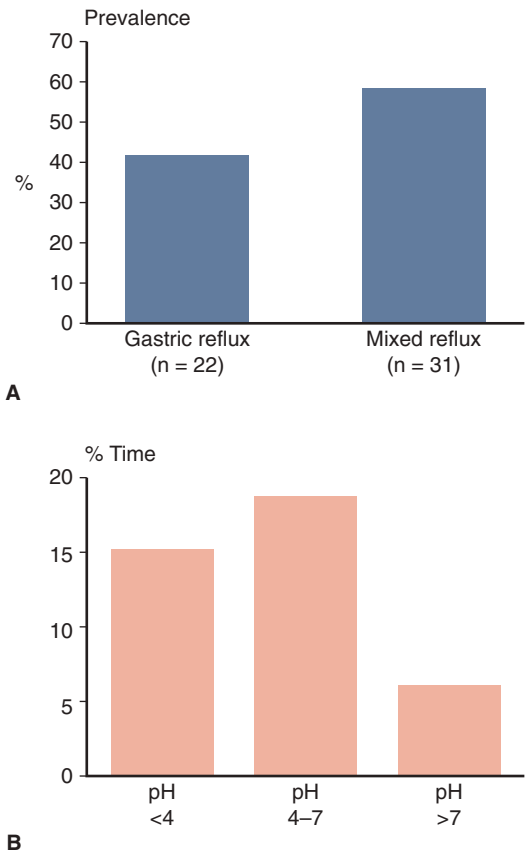 Prevalence
70
60
50
40
30
20
10
0
%
Gastric reflux
(n = 22)
Mixed reflux
(n = 31)
A
% Time
20
15
10
5
0
pH
<4
pH
4–7
pH
>7
B